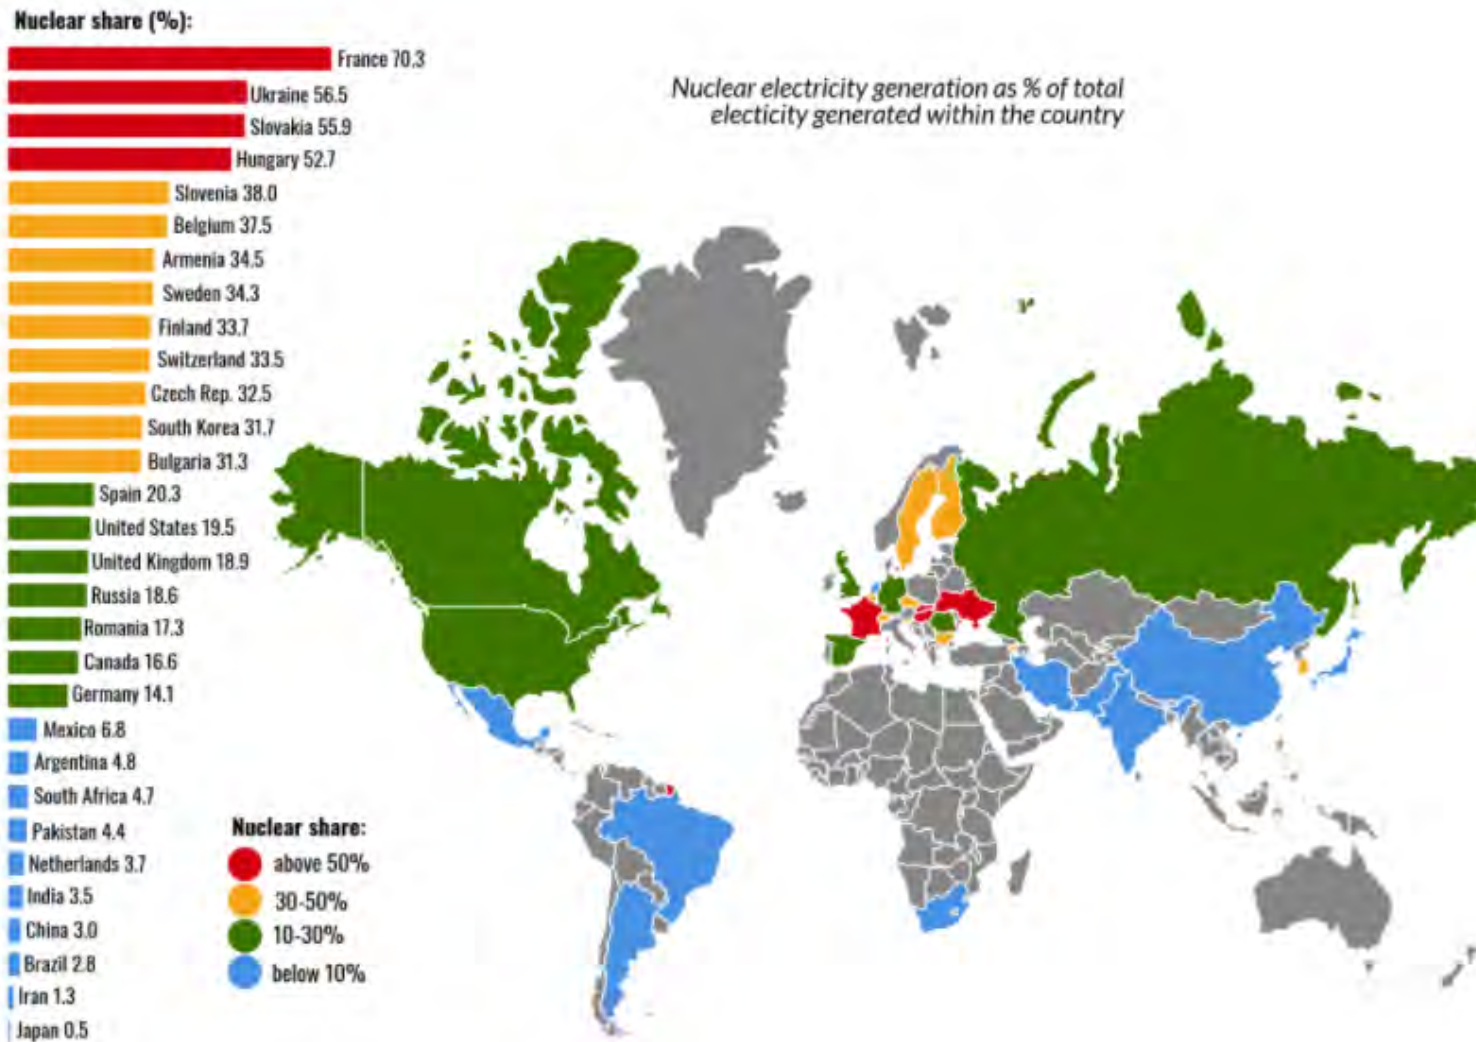 Nuclear share (%):
France 70.3
Ukraine 56.5
Slovakia 55.9
Hungary 52.7
Slovenia 38.0
Belgium 37.5
Armenia 34.5
Sweden 34.3
Finland 33.7
Switzerland 33.5
Czech Rep. 32.5
South Korea 31.7
Bulgaria 31.3
Spain 20.3
United States 19.5
United Kingdom 18.9
Russia 18.6
Romania 17.3
Canada 16.6
Germany 14.1
Mexico 6.8
Argentina 4.8
South Africa 4.7
Pakistan 4.4
Netherlands 3.7
India 3.5
China 3.0
Brazil 2.8
Iran 1.3
Japan 0.5
Nuclear electricity generation as % of total
electicity generated within the country
Nuclear share:
above 50%
30-50%
10-30%
below 10%